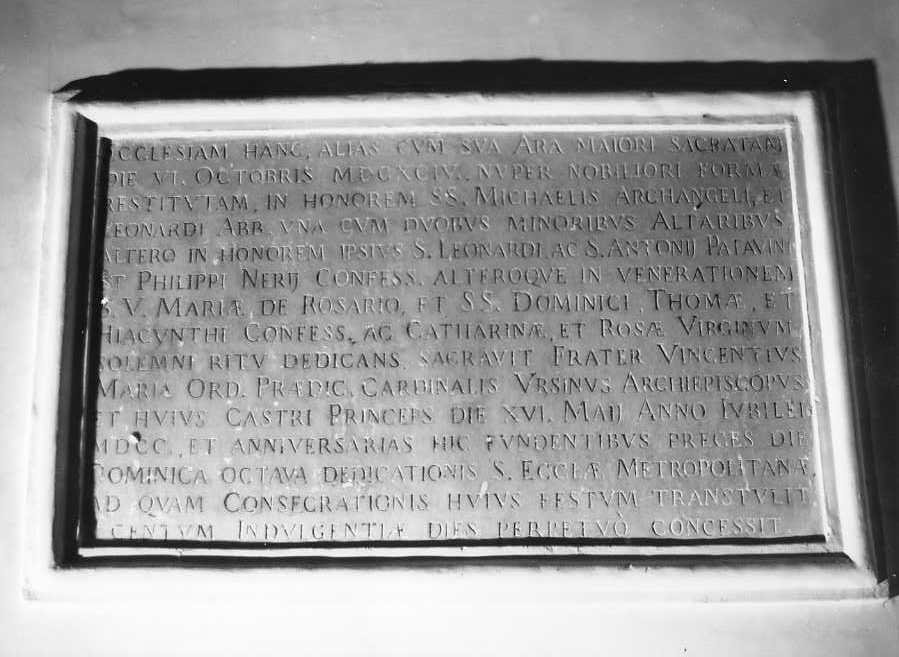 ECCLESIAM HANC, ALIAS CVM SVA ARA MAIORI SACRATAM
DIE VI. OCTOBRIS MDCXCIV. NVPER NOBILIORI FORMÆ
RESTITVTAM, IN HONOREM SS. MICHAELIS ARCHANGELI, ET
LEONARDI ABB. VNA CVM DVOBVS MINORIBVS ALTARIBVS
ALTERO IN HONOREM IPSIVS S. LEONARDI, AC S. ANTONIJ PATAVINI
ET PHILIPPI NERIJ CONFESS. ALTEROQVE IN VENERATIONEM
S. V. MARIÆ DE ROSARIO, ET SS. DOMINICI, THOMÆ, ET
HIACYNTHI CONFESS. AC CATHARINÆ, ET ROSÆ VIRGINVM
SOLEMNI RITV DEDICANS, SACRAVIT FRATER VINCENTIVS
MARIA ORD. PRÆDIC. CARDINALIS VRSINVS ARCHIEPISCOPVS
ET HVIVS CASTRI PRINCEPS DIE XVI. MAIJ ANNO IVBILEI
MDCC, ET ANNIVERSARIAS HIC FVNDENTIBVS PRECES DIE
DOMINICA OCTAVA DEDICATIONIS S. ECCLÆ METROPOLITANÆ,
AD QVAM CONSECRATIONIS HVIVS FESTVM TRANSTVLIT,
CENTVM INDVLGENTIÆ DIES PERPETVÒ CONCESSIT.